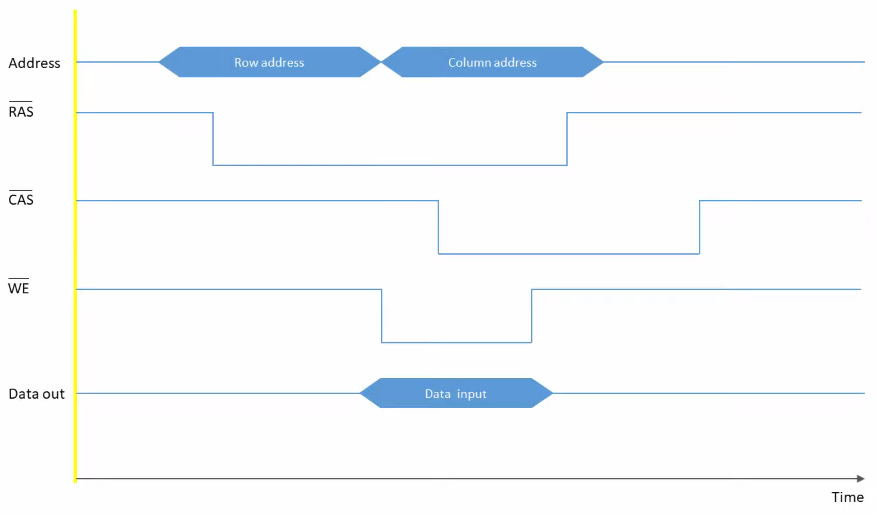 Address
Row address
Column address
RAS
CAS
WE
Data out
Data input
Time